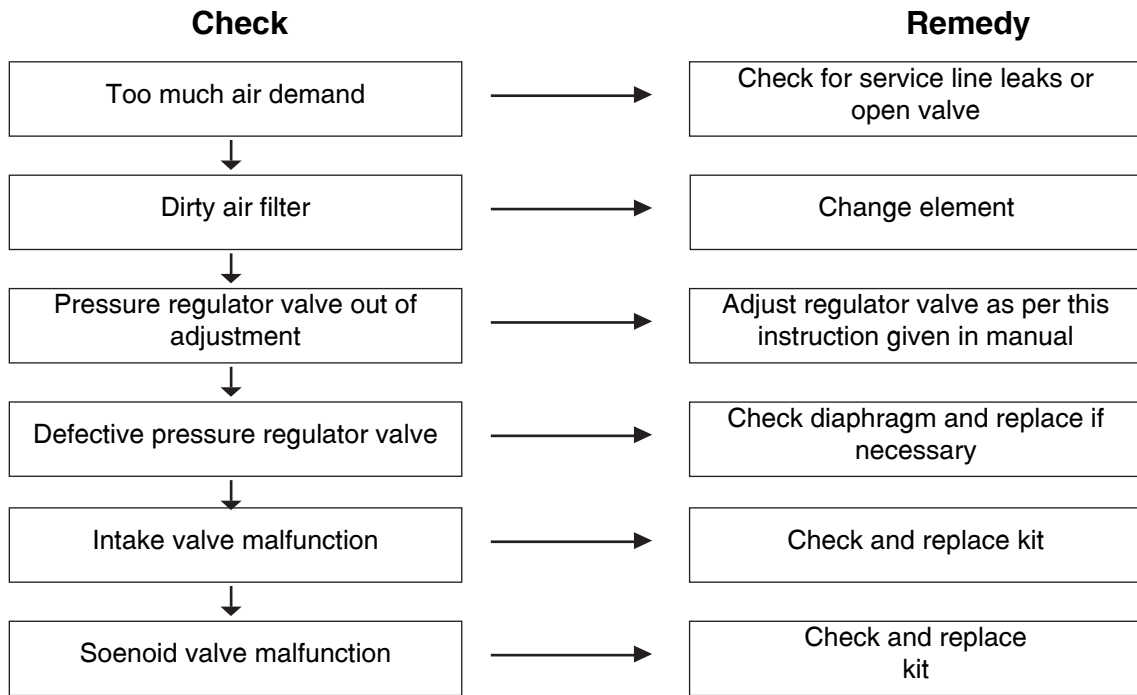 Check
Remedy
Too much air demand
Check for service line leaks or
open valve
Dirty air filter
Change element
Pressure regulator valve out of
adjustment
Adjust regulator valve as per this
instruction given in manual
Defective pressure regulator valve
Check diaphragm and replace if
necessary
Intake valve malfunction
Check and replace kit
Soenoid valve malfunction
Check and replace
kit